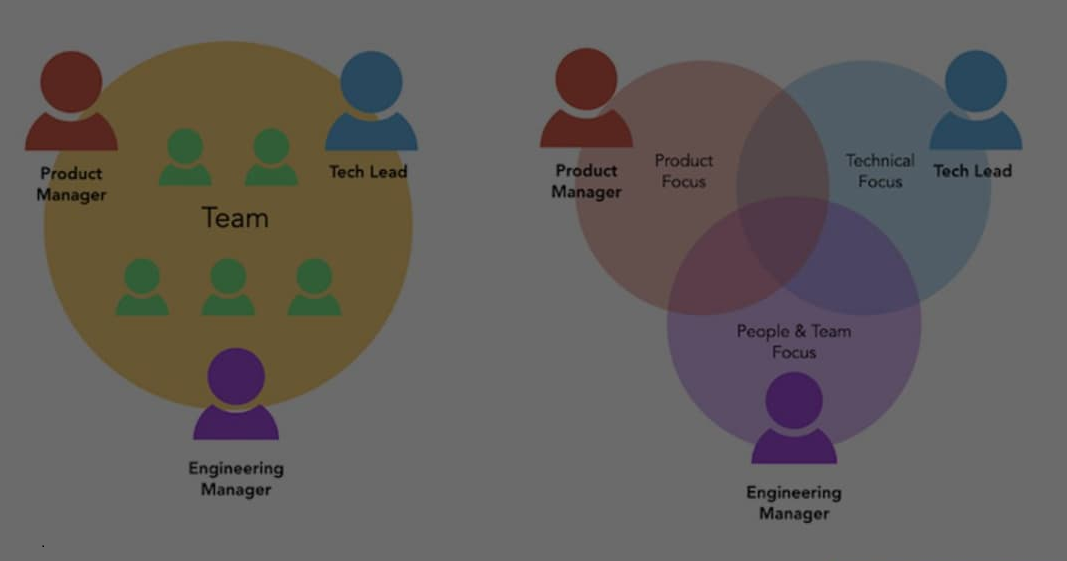 Product
Manager
Tech Lead
Team
Engineering
Manager
Product
Manager
Product
Focus
Technical
Focus
Tech Lead
People & Team
Focus
Engineering
Manager